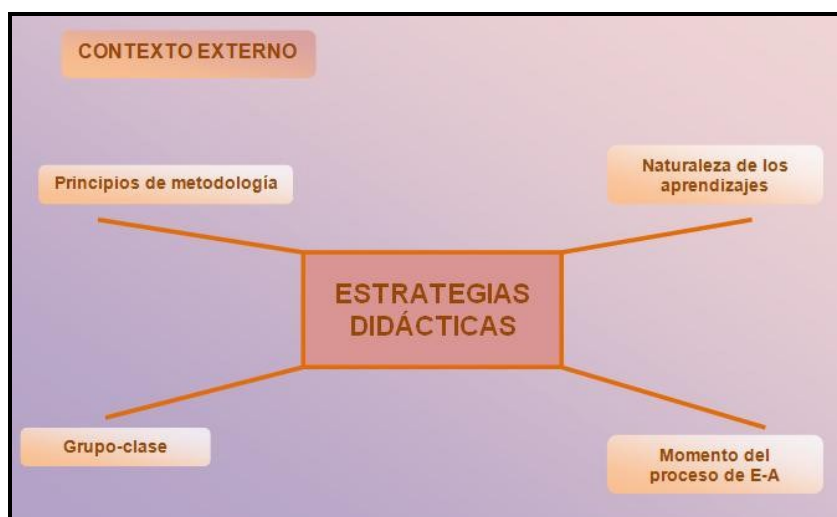 CONTEXTO EXTERNO
Principios de metodología
Naturaleza de los
aprendizajes
ESTRATEGIAS
DIDÁCTICAS
Grupo-clase
Momento del
proceso de E-A